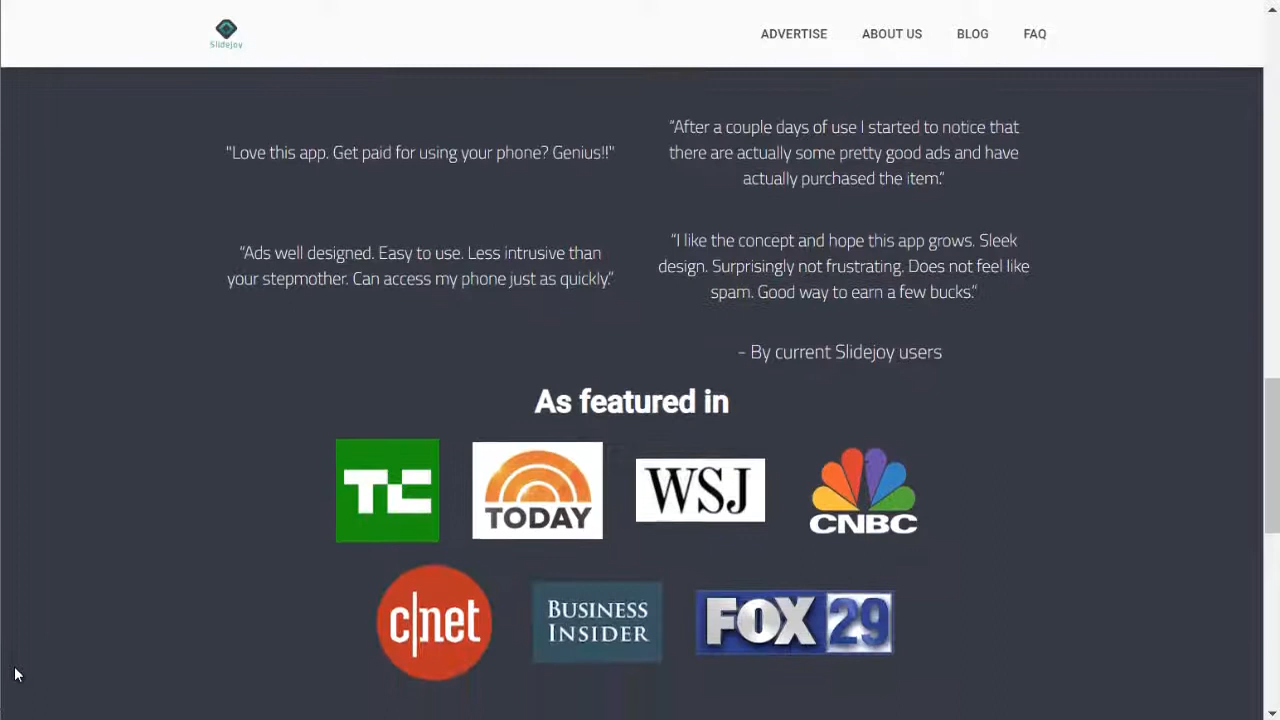 Slidejoy
ADVERTISE
ABOUT US
BLOG
FAQ
"Love this app. Get paid for using your phone? Genius!!"
“After a couple days of use I started to notice that
there are actually some pretty good ads and have
actually purchased the item.”
“Ads well designed. Easy to use. Less intrusive than
your stepmother. Can access my phone just as quickly.”
“I like the concept and hope this app grows. Sleek
design. Surprisingly not frustrating. Does not feel like
spam. Good way to earn a few bucks.“
- By current Slidejoy users
As featured in
TC
TODAY
WSJ
CNBC
c|net
BUSINESS
INSIDER
FOX 29